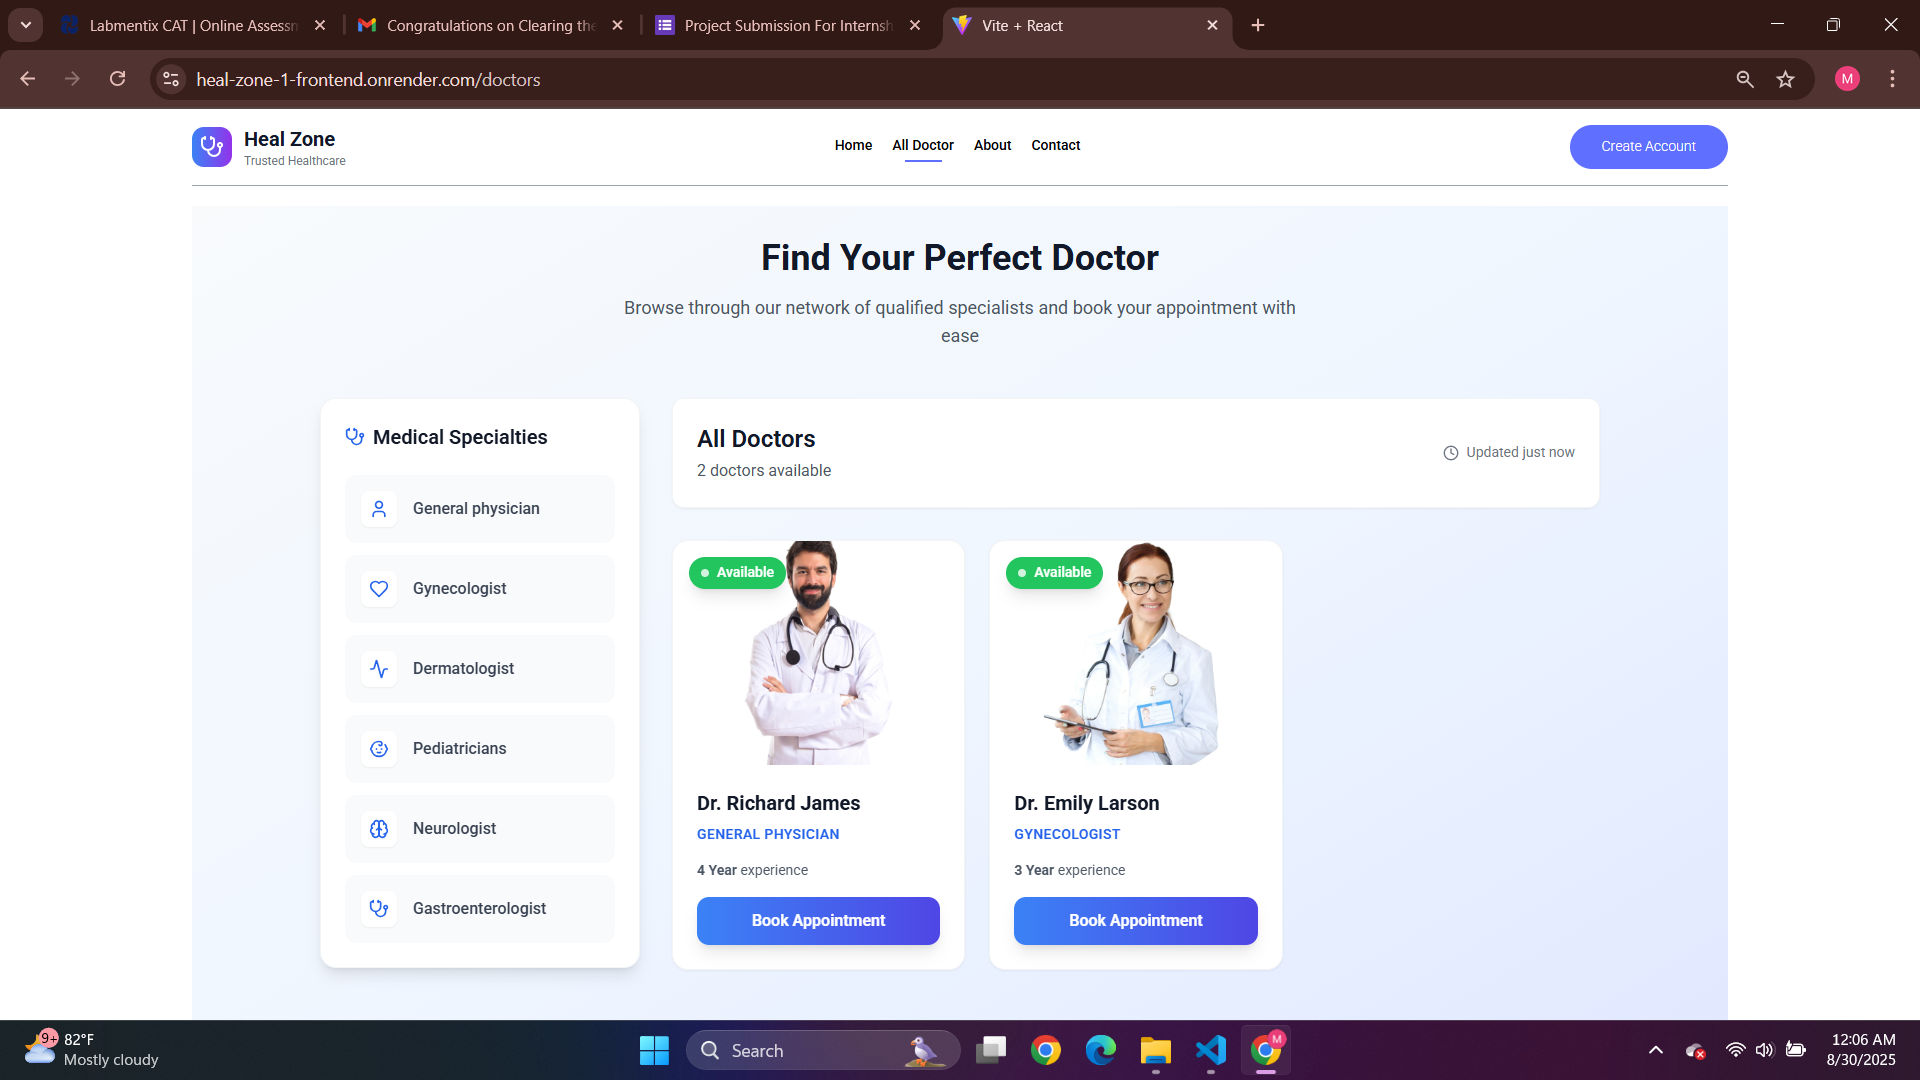 Labmentix CAT | Online Assessm
Congratulations on Clearing the
Project Submission For Internsh
Vite + React
heal-zone-1-frontend.onrender.com/doctors
M
Heal Zone
Trusted Healthcare
Home
All Doctor
About
Contact
Create Account
Find Your Perfect Doctor
Browse through our network of qualified specialists and book your appointment with
ease
Medical Specialties
General physician
Gynecologist
Dermatologist
Pediatricians
Neurologist
Gastroenterologist
All Doctors
2 doctors available
Updated just now
Available
Dr. Richard James
GENERAL PHYSICIAN
4 Year experience
Book Appointment
Available
Dr. Emily Larson
GYNECOLOGIST
3 Year experience
Book Appointment
9+
82°F
Mostly cloudy
Search
M
12:06 AM
8/30/2025